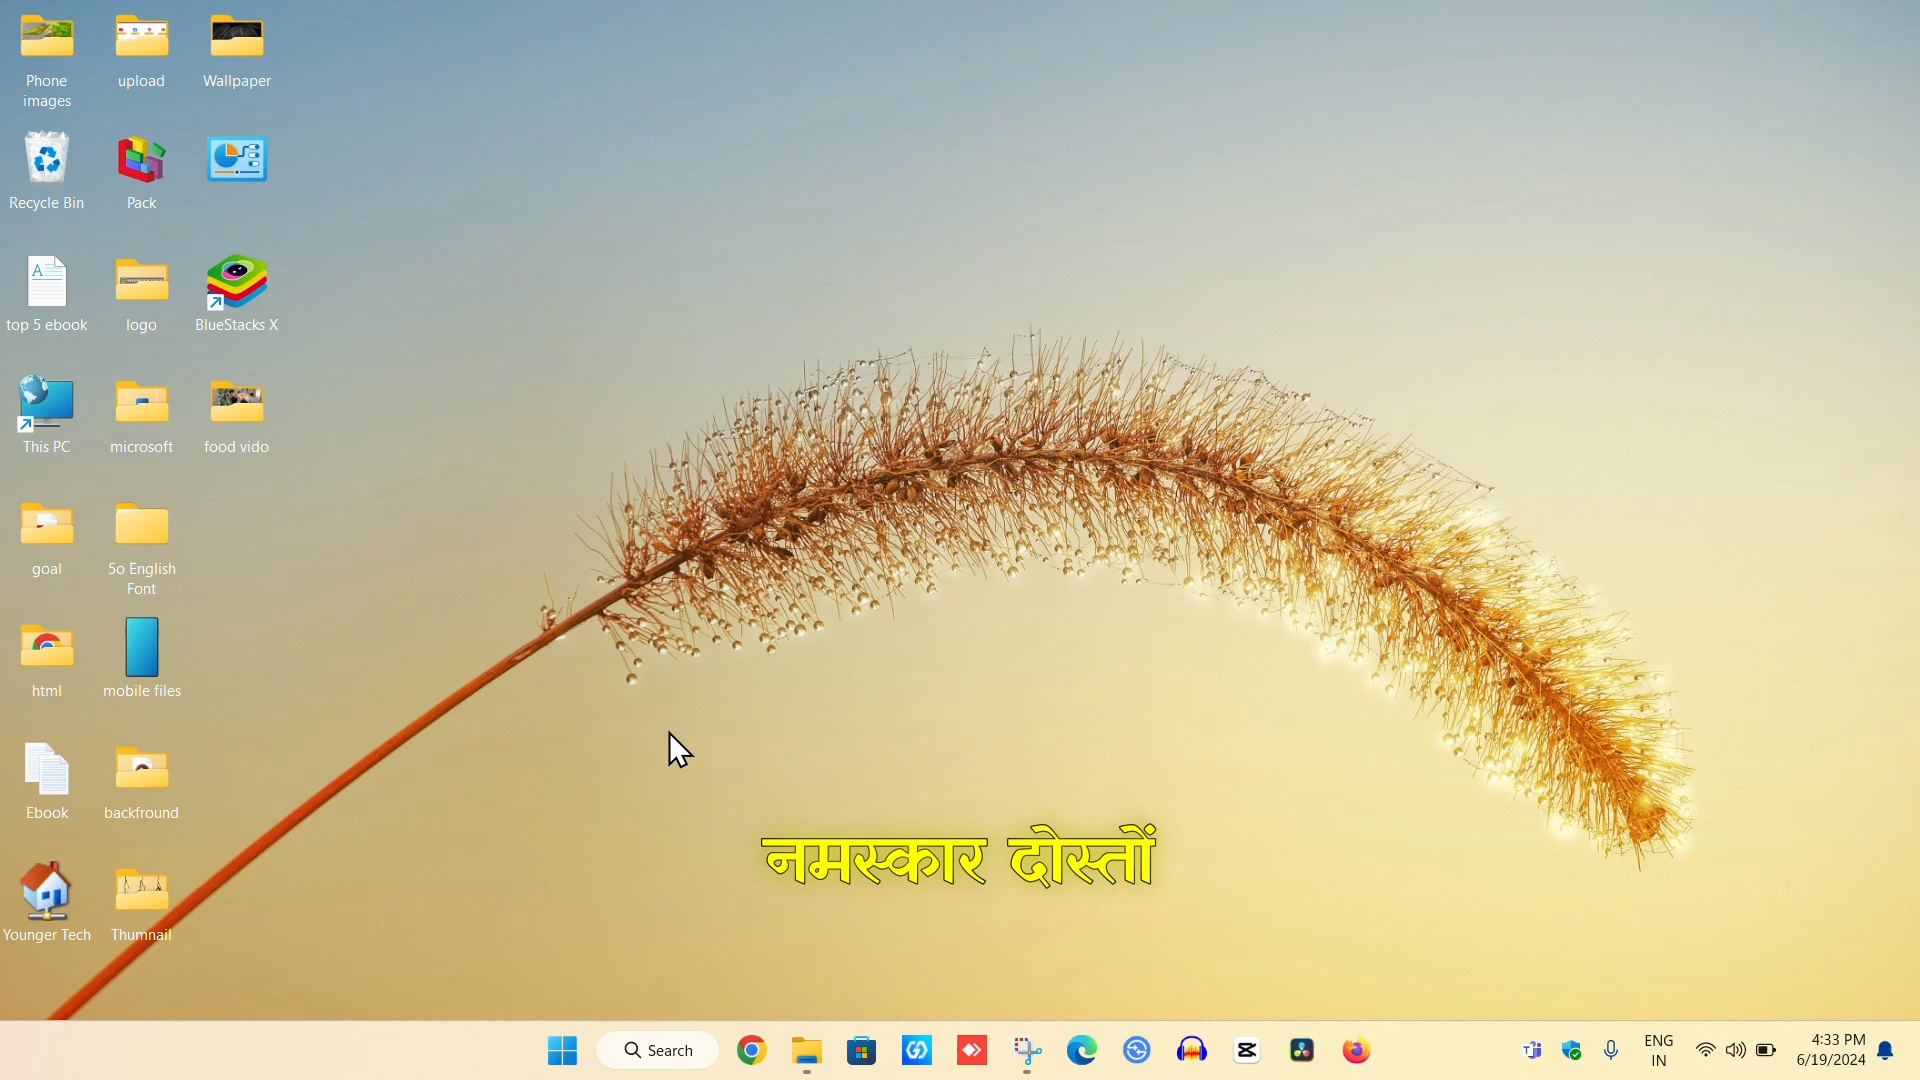 Phone images
upload
Wallpaper
Recycle Bin
Pack
top 5 ebook
logo
BlueStacks X
This PC
microsoft
food vido
goal
5o English Font
html
mobile files
Ebook
backfround
Younger Tech
Thumnail
नमस्कार दोस्तों
Search
ENG
IN
4:33 PM
6/19/2024